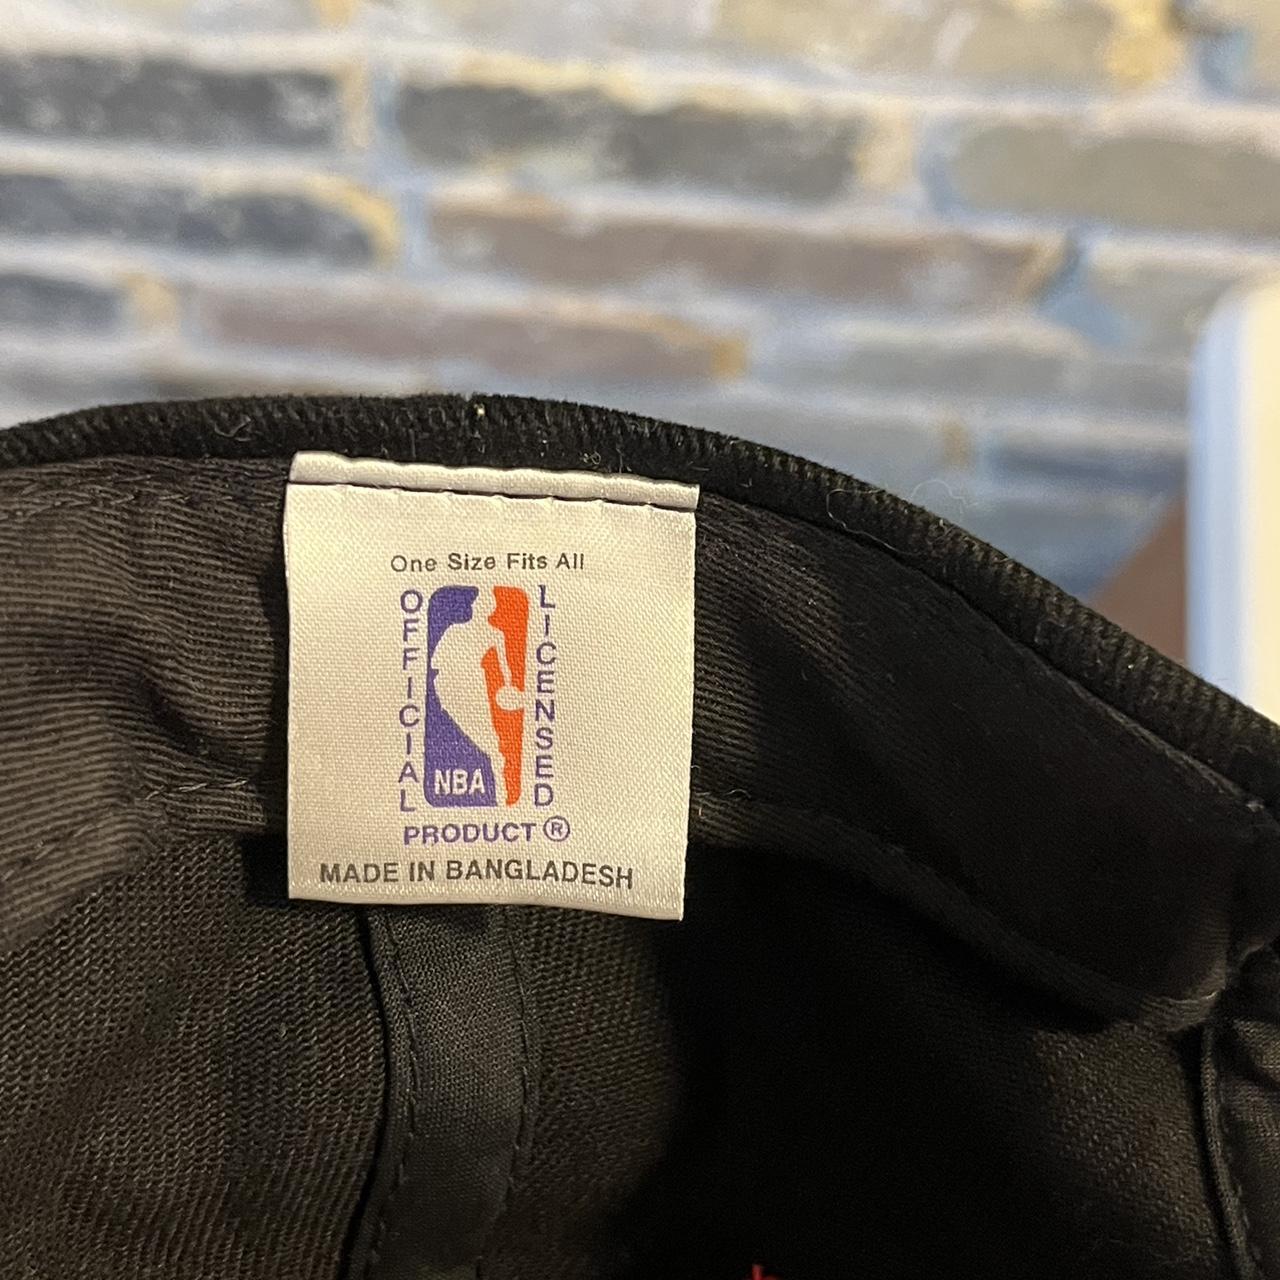 One Size Fits All
OFFICIAL
LICENSED
NBA
PRODUCT ®
MADE IN BANGLADESH